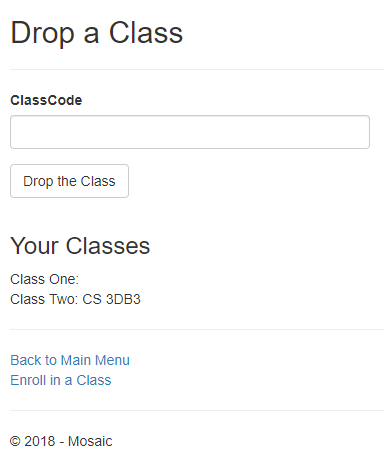 Drop a Class
ClassCode
Drop the Class
Your Classes
Class One:
Class Two: CS 3DB3
Back to Main Menu
Enroll in a Class
© 2018 - Mosaic